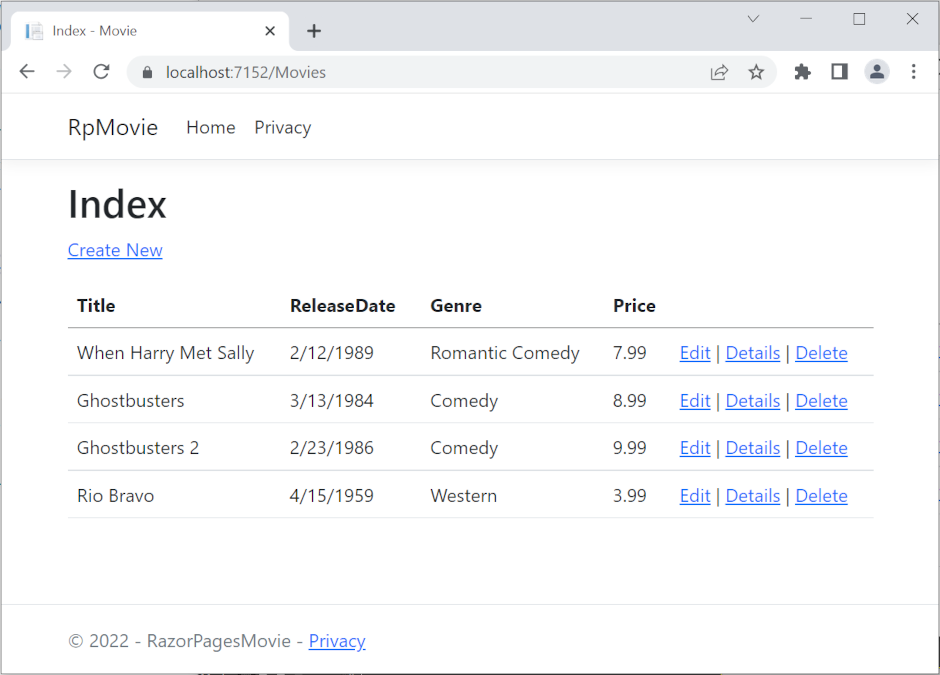 Index - Movie
localhost:7152/Movies
RpMovie Home Privacy
Index
Create New
Title ReleaseDate Genre Price
When Harry Met Sally 2/12/1989 Romantic Comedy 7.99 Edit | Details | Delete
Ghostbusters 3/13/1984 Comedy 8.99 Edit | Details | Delete
Ghostbusters 2 2/23/1986 Comedy 9.99 Edit | Details | Delete
Rio Bravo 4/15/1959 Western 3.99 Edit | Details | Delete
© 2022 - RazorPagesMovie - Privacy